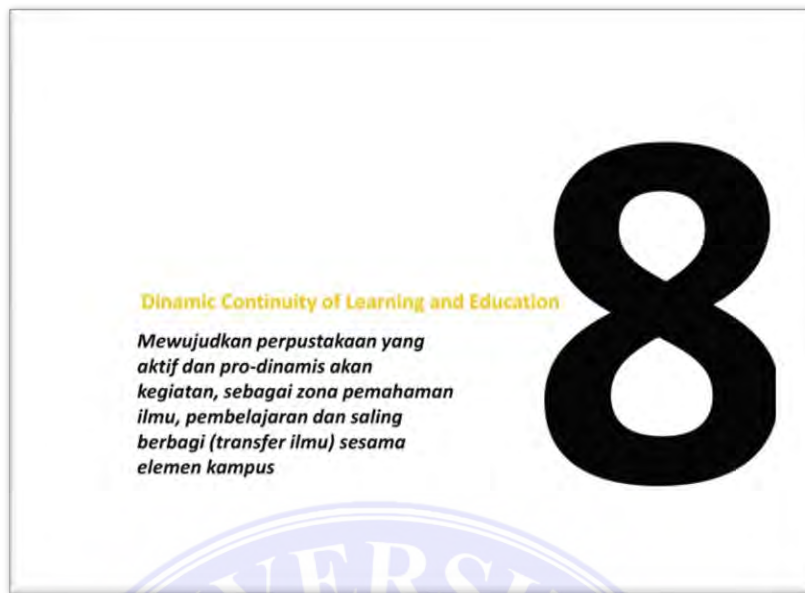 8
Dinamic Continuity of Learning and Education
Mewujudkan perpustakaan yang
aktif dan pro-dinamis akan
kegiatan, sebagai zona pemahaman
ilmu, pembelajaran dan saling
berbagi (transfer ilmu) sesama
elemen kampus
VERSI